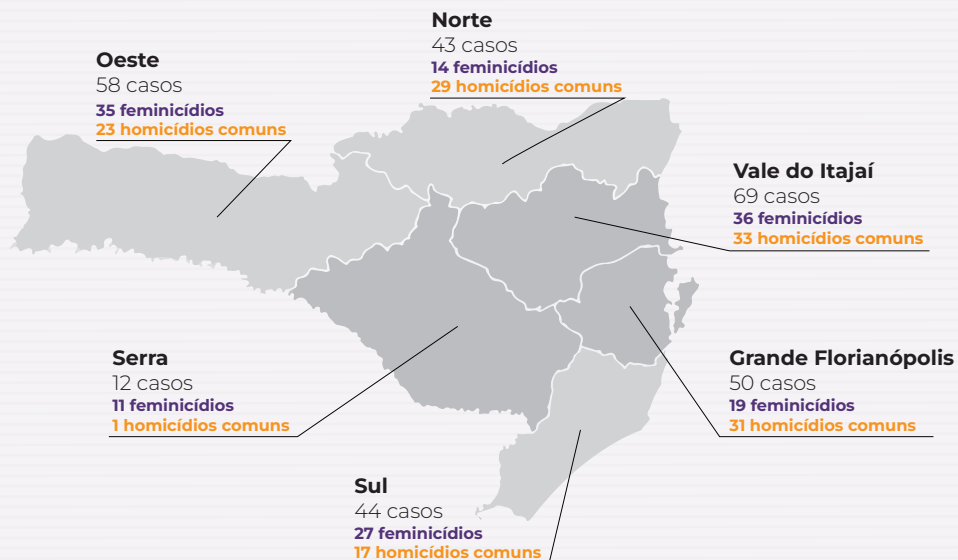 Norte
43 casos
14 feminicídios
29 homicídios comuns
Oeste
58 casos
35 feminicídios
23 homicídios comuns
Vale do Itajaí
69 casos
36 feminicídios
33 homicídios comuns
Serra
12 casos
11 feminicídios
1 homicídios comuns
Grande Florianópolis
50 casos
19 feminicídios
31 homicídios comuns
Sul
44 casos
27 feminicídios
17 homicídios comuns